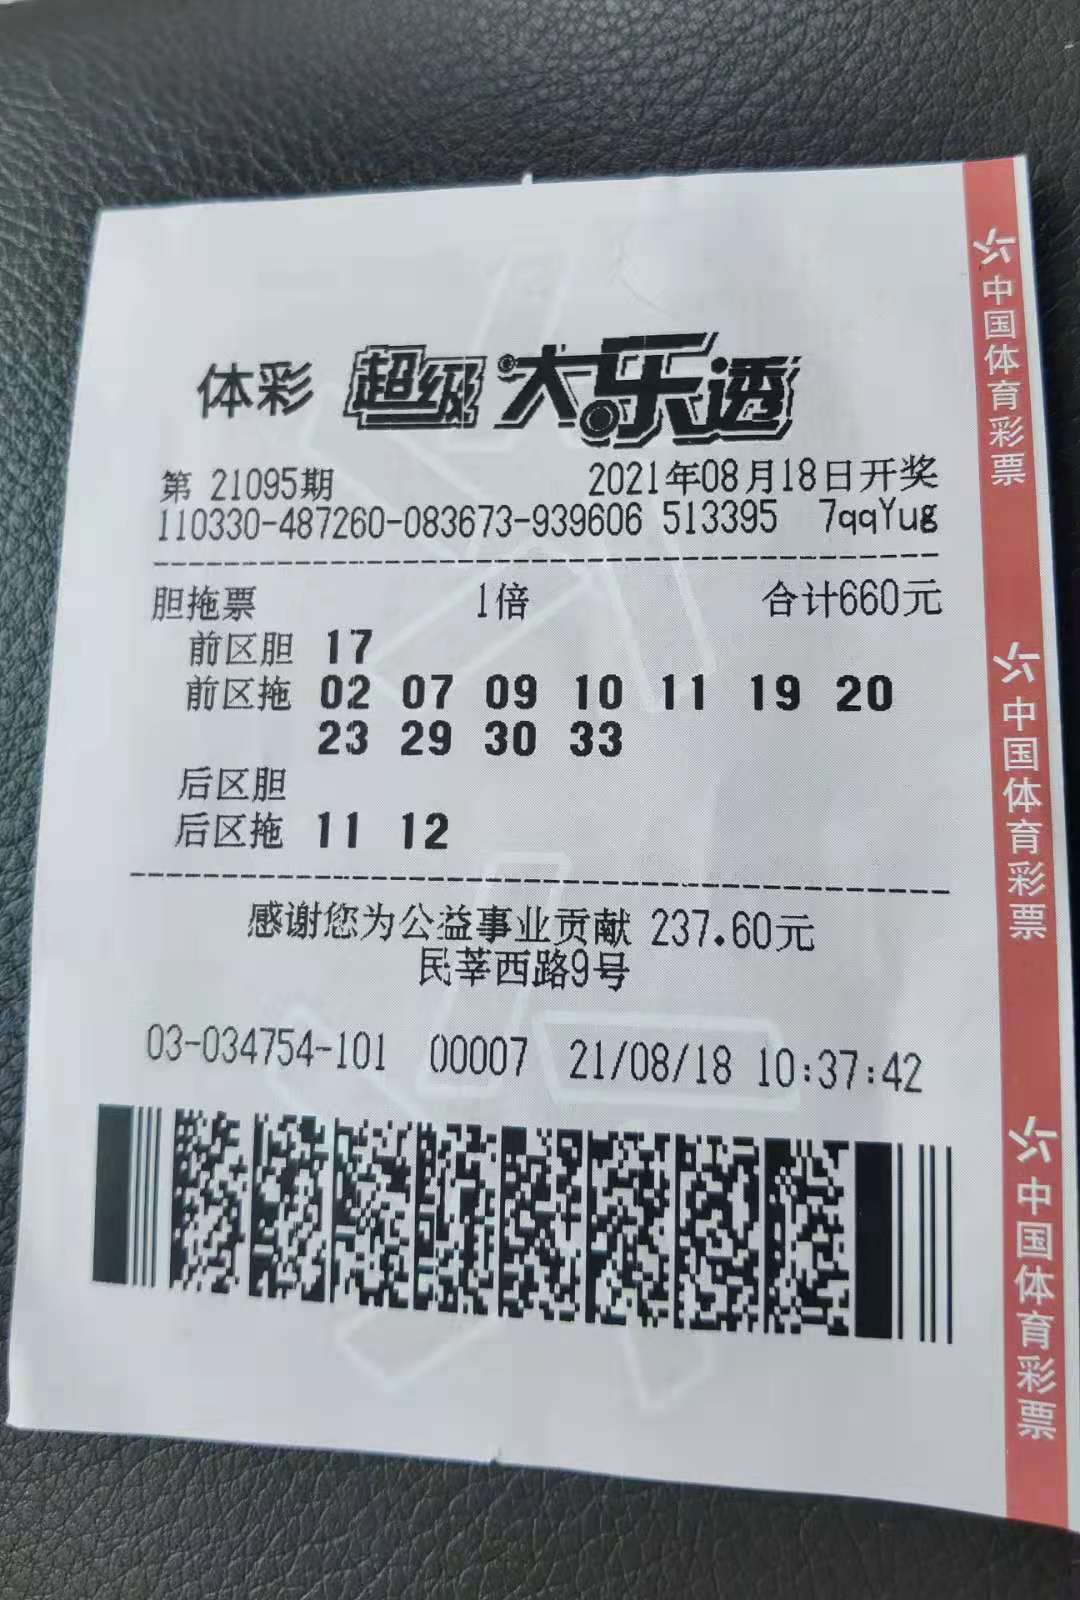 体彩 超级大乐透
第 21095期 2021年08月18日开奖
110330-487260-083673-939606 513395 7qqYug
胆拖票 1倍 合计660元
前区胆 17
前区拖 02 07 09 10 11 19 20
23 29 30 33
后区胆
后区拖 11 12
感谢您为公益事业贡献 237.60元
民莘西路9号
03-034754-101 00007 21/08/18 10:37:42
中国体育彩票
中国体育彩票
中国体育彩票